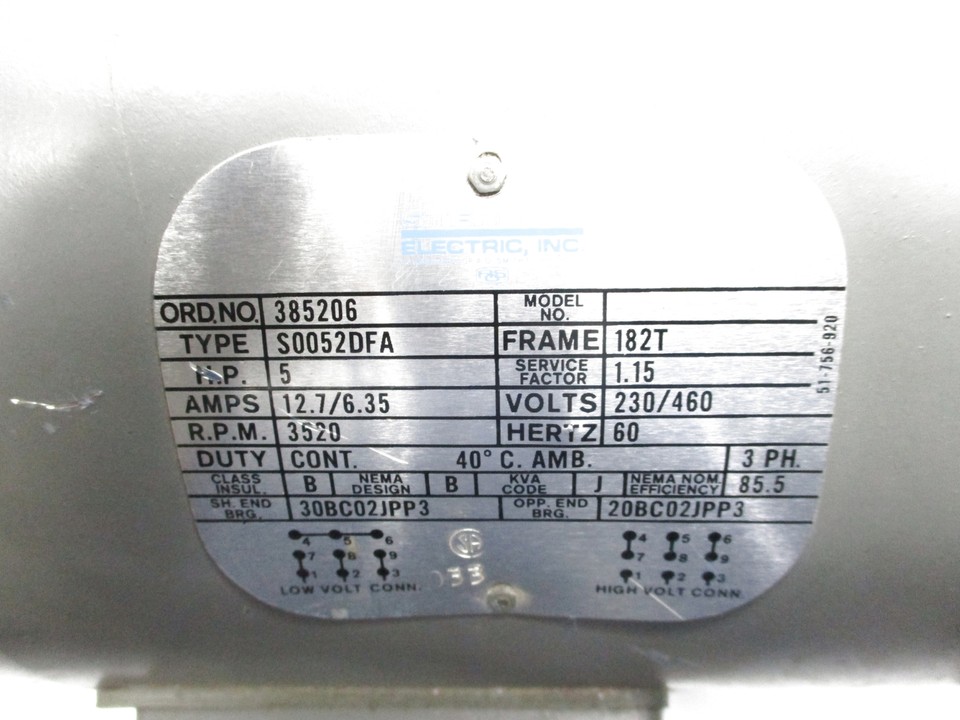 ELECTRIC, INC.
ORD.NO. 385206 MODEL NO.
TYPE S0052DFA FRAME 182T
H.P. 5 SERVICE FACTOR 1.15
AMPS 12.7/6.35 VOLTS 230/460
R.P.M. 3520 HERTZ 60
DUTY CONT. 40° C. AMB. 3 PH.
CLASS INSUL. B NEMA DESIGN B KVA CODE J NEMA NOM. EFFICIENCY 85.5
SH. END BRG. 30BC02JPP3 OPP. END BRG. 20BC02JPP3
51-756-920
4 5 6 4 5 6
7 8 9 7 8 9
1 2 3 1 2 3
33
LOW VOLT CONN. HIGH VOLT CONN.